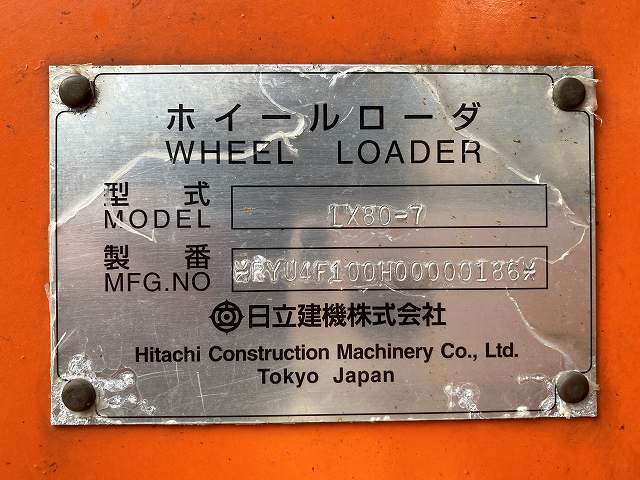 ホイールローダ
WHEEL LOADER
型式 LX80-7
MODEL
製番 *RYU4F100H00000186*
MFG.NO
日立建機株式会社
Hitachi Construction Machinery Co., Ltd.
Tokyo Japan